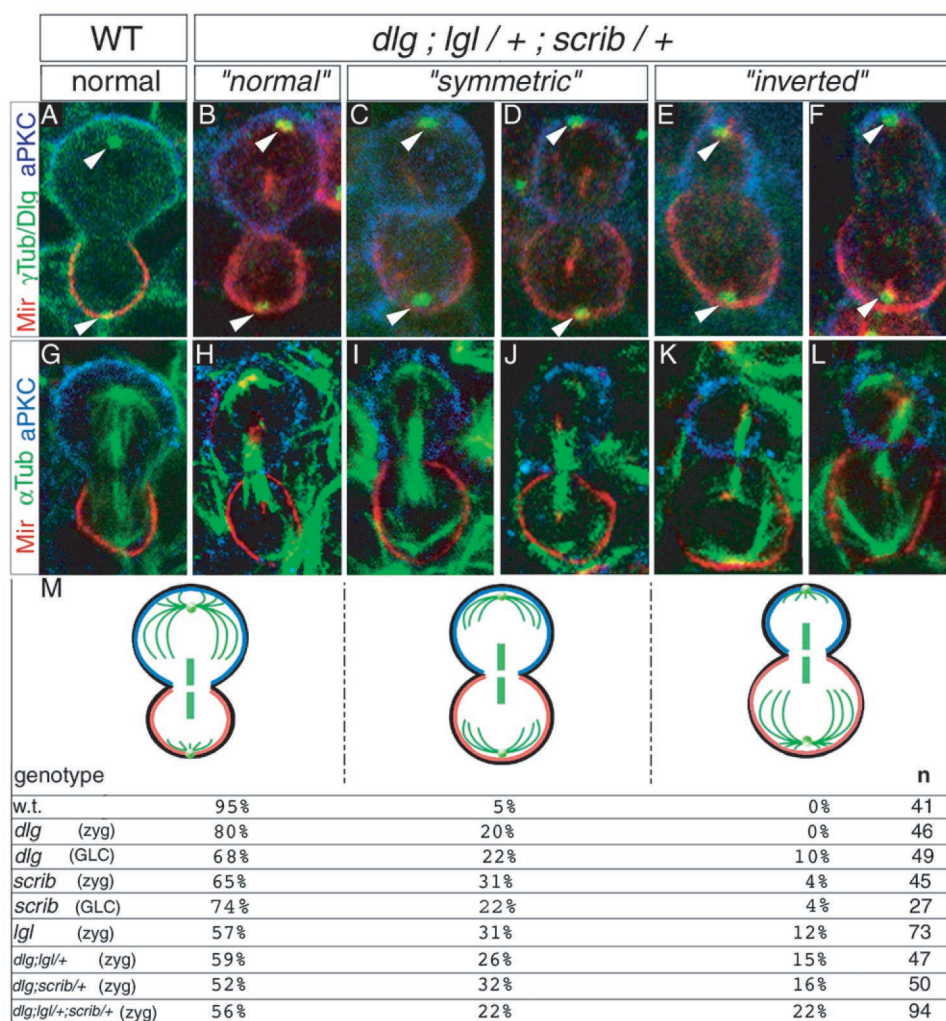 WT
dlg ; lgl / + ; scrib / +
normal
"normal"
"symmetric"
"inverted"
Mir γTub/Dlg aPKC
A
B
C
D
E
F
Mir αTub aPKC
G
H
I
J
K
L
M
genotype n
w.t. 95% 5% 0% 41
dlg (zyg) 80% 20% 0% 46
dlg (GLC) 68% 22% 10% 49
scrib (zyg) 65% 31% 4% 45
scrib (GLC) 74% 22% 4% 27
lgl (zyg) 57% 31% 12% 73
dlg;lgl/+ (zyg) 59% 26% 15% 47
dlg;scrib/+ (zyg) 52% 32% 16% 50
dlg;lgl/+;scrib/+ (zyg) 56% 22% 22% 94